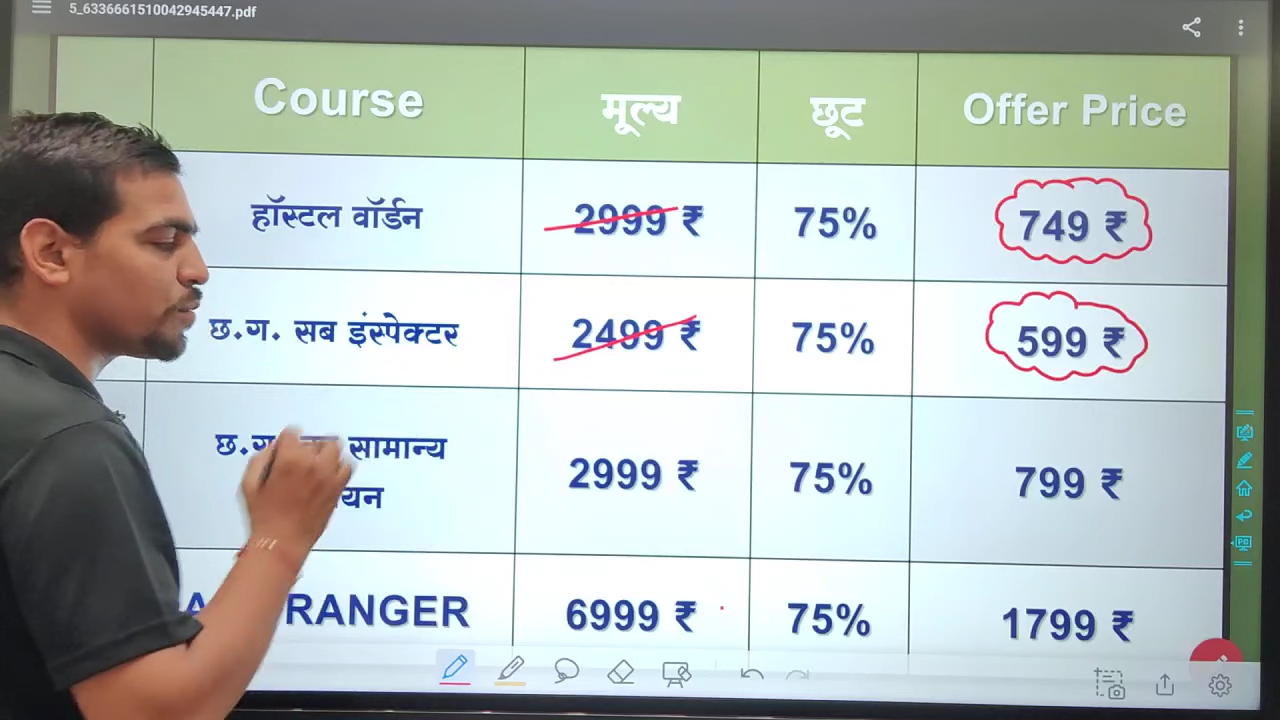 5_6336661510042945447.pdf
Course मूल्य छूट Offer Price
हॉस्टल वॉर्डन 2999 ₹ 75% 749 ₹
छ.ग. सब इंस्पेक्टर 2499 ₹ 75% 599 ₹
सामान्य
2999 ₹ 75% 799 ₹
RANGER 6999 ₹ 75% 1799 ₹